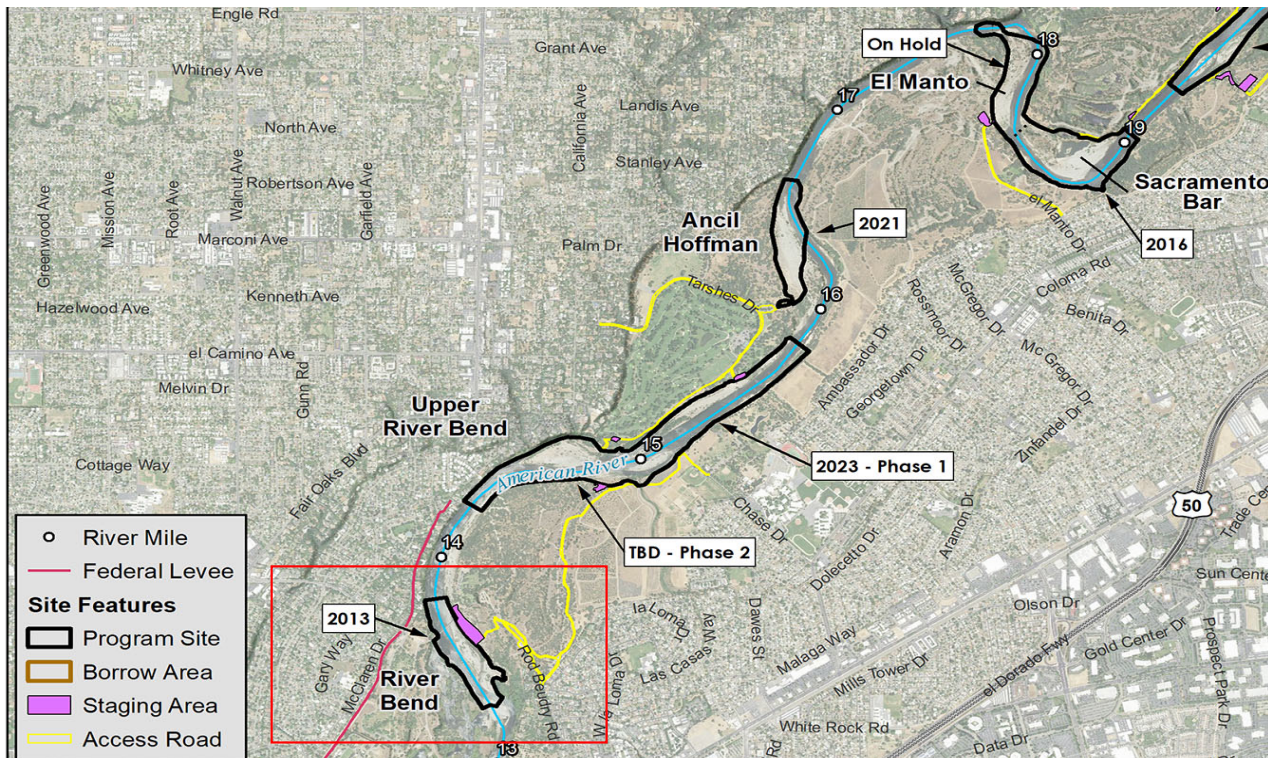 Engle Rd
Whitney Ave
North Ave
Robertson Ave
Marconi Ave
Kenneth Ave
Hazelwood Ave
el Camino Ave
Melvin Dr
Cottage Way
Greenwood Ave
Mission Ave
Root Ave
Walnut Ave
Garfield Ave
Gunn Rd
Fair Oaks Blvd
California Ave
Grant Ave
Landis Ave
Stanley Ave
Palm Dr
Tarshes Dr
On Hold
El Manto
18
17
19
Sacramento
Bar
2016
el Manto Dr
Ancil
Hoffman
2021
16
Coloma Rd
McGregor Dr
Rossmoor Dr
Benita Dr
Mc Gregor Dr
Ambassador Dr
Georgetown Dr
Zinfandel Dr
Upper
River Bend
15
American River
2023 - Phase 1
TBD - Phase 2
Chase Dr
Dolecetto Dr
Aramon Dr
50
Trade Cen
Sun Cente
14
2013
River
Bend
Gary Way
McClaren Dr
Rod Beudry Rd
W la Loma Dr
la Loma Dr
Las Casas Way
Dawes St
Malaga Way
Mills Tower Dr
Olson Dr
Gold Center Dr
el Dorado Fwy
Prospect Park Dr
White Rock Rd
Data Dr
Rd
13
River Mile
Federal Levee
Site Features
Program Site
Borrow Area
Staging Area
Access Road